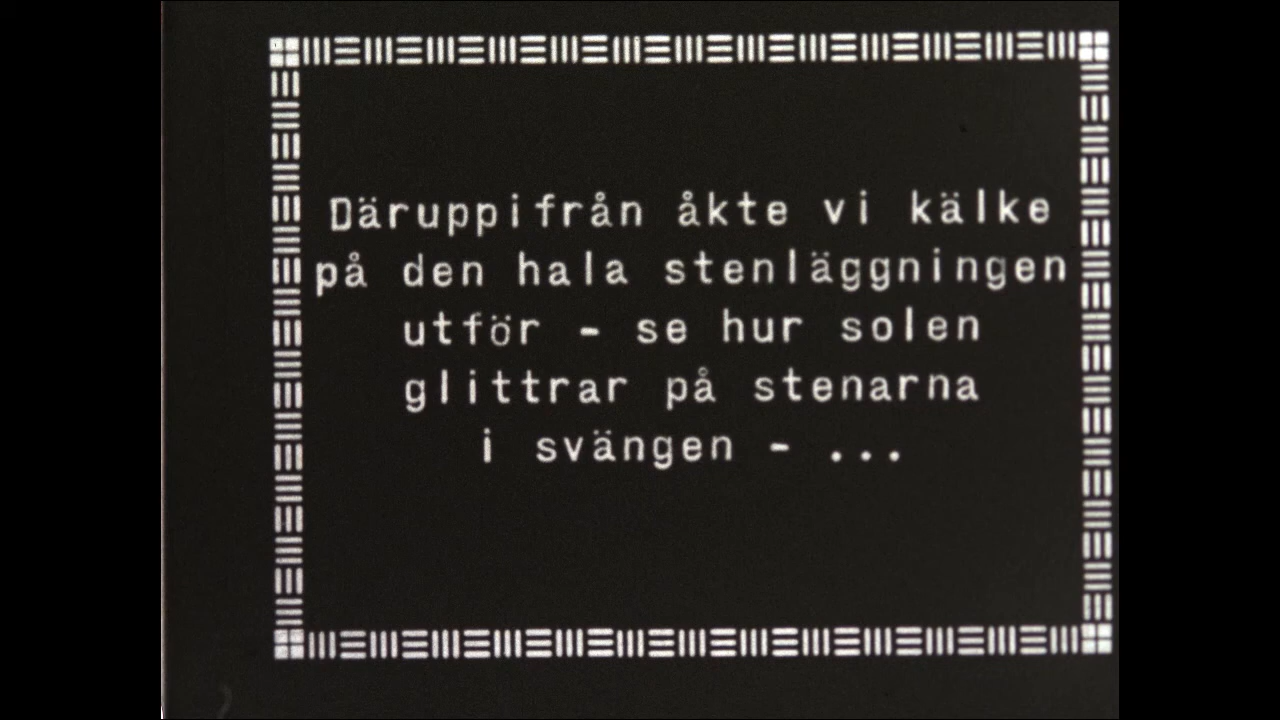 Däruppifrån åkte vi kälke
på den hala stenläggningen
utför - se hur solen
glittrar på stenarna
i svängen - ...